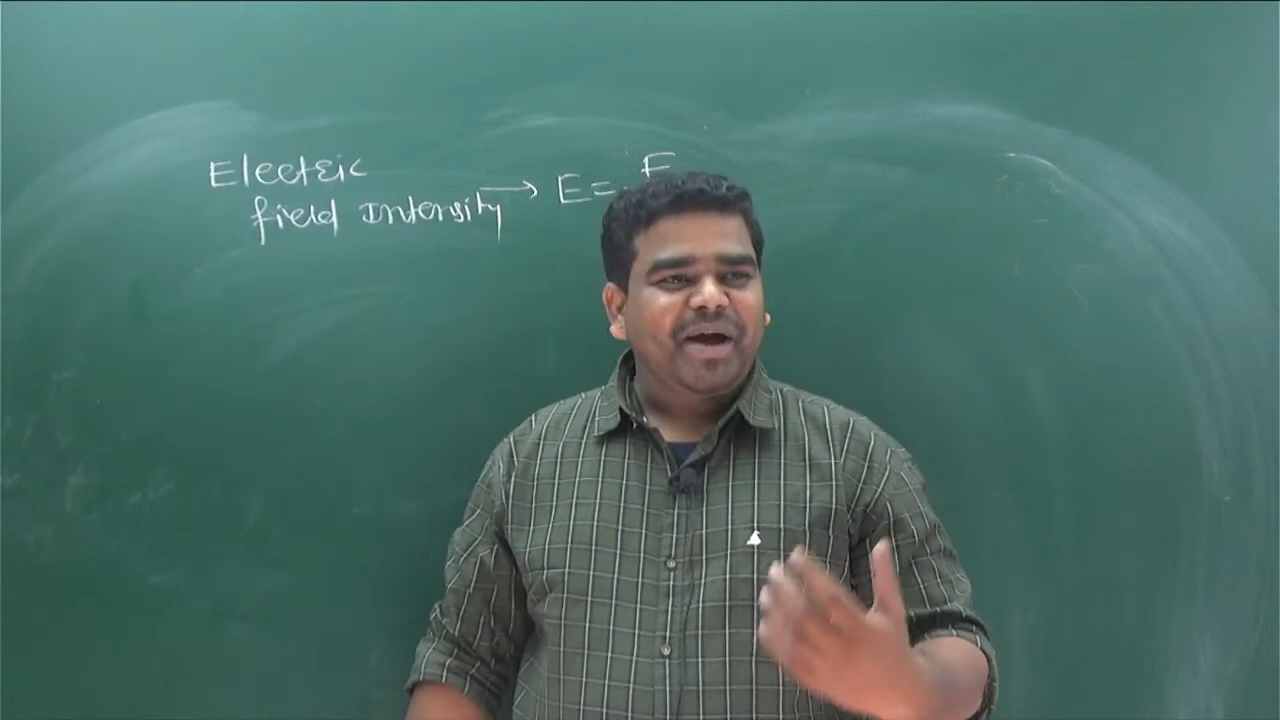 Electric → E = F
field Intensity